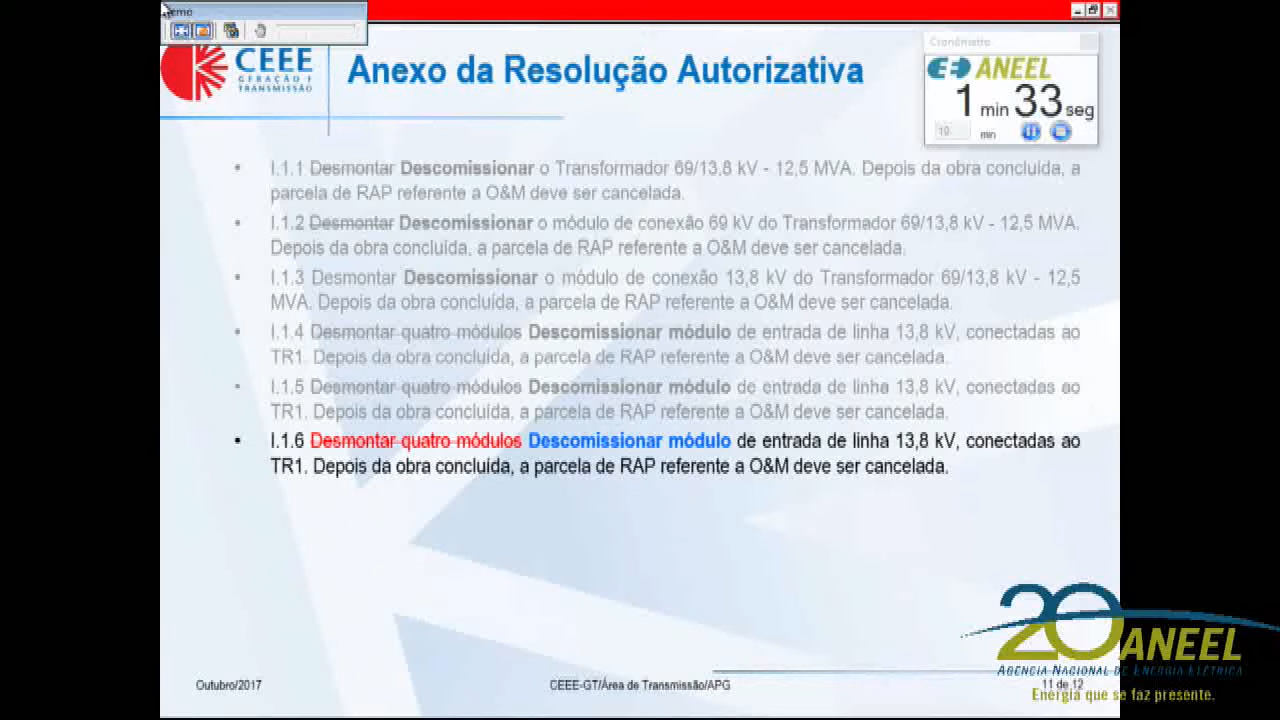 emo
CEEE
GERAÇÃO E
TRANSMISSÃO
Anexo da Resolução Autorizativa
Cronômetro
ANEEL
1 min 33 seg
10 min
• I.1.1 Desmontar Descomissionar o Transformador 69/13,8 kV - 12,5 MVA. Depois da obra concluída, a
parcela de RAP referente a O&M deve ser cancelada.
• I.1.2 Desmontar Descomissionar o módulo de conexão 69 kV do Transformador 69/13,8 kV - 12,5 MVA.
Depois da obra concluída, a parcela de RAP referente a O&M deve ser cancelada.
• I.1.3 Desmontar Descomissionar o módulo de conexão 13,8 kV do Transformador 69/13,8 kV - 12,5
MVA. Depois da obra concluída, a parcela de RAP referente a O&M deve ser cancelada.
• I.1.4 Desmontar quatro módulos Descomissionar módulo de entrada de linha 13,8 kV, conectadas ao
TR1. Depois da obra concluída, a parcela de RAP referente a O&M deve ser cancelada.
• I.1.5 Desmontar quatro módulos Descomissionar módulo de entrada de linha 13,8 kV, conectadas ao
TR1. Depois da obra concluída, a parcela de RAP referente a O&M deve ser cancelada.
• I.1.6 Desmontar quatro módulos Descomissionar módulo de entrada de linha 13,8 kV, conectadas ao
TR1. Depois da obra concluída, a parcela de RAP referente a O&M deve ser cancelada.
Outubro/2017
CEEE-GT/Área de Transmissão/APG
11 de 12
20 ANEEL
AGENCIA NACIONAL DE ENERGIA ELÉTRICA
Energia que se faz presente.